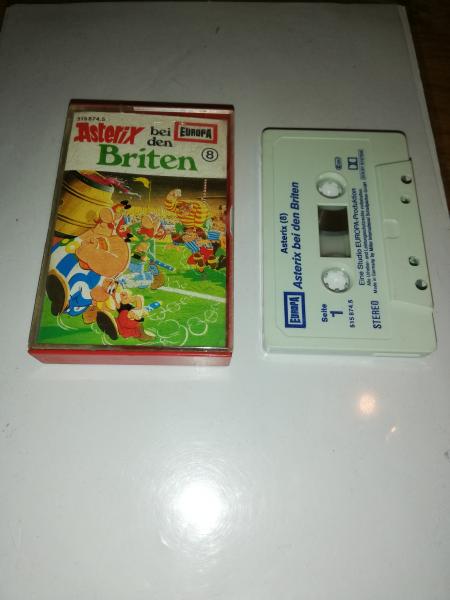 515 874.5
Asterix bei den Briten
EUROPA
8
Asterix (8)
Asterix bei den Briten
EUROPA
Seite
1
515 874.5
STEREO
Eine Studio EUROPA-Produktion